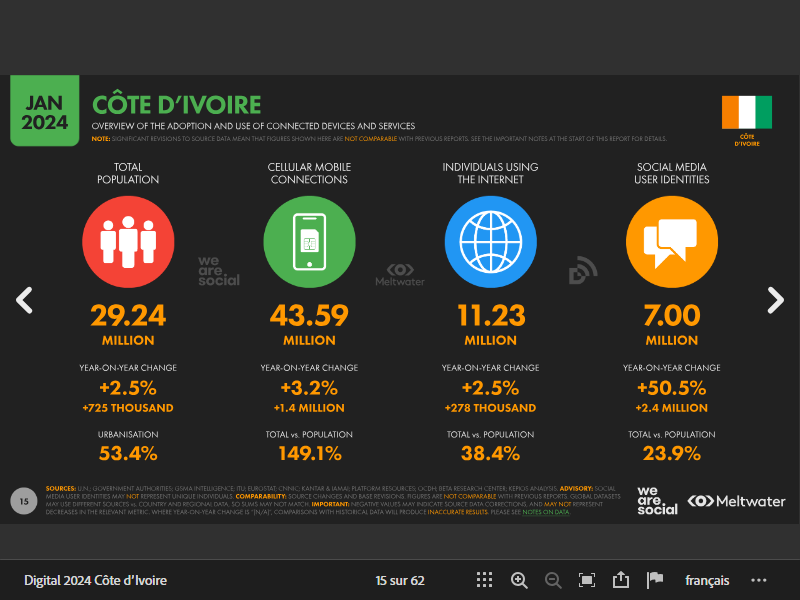 JAN
2024
CÔTE D'IVOIRE
OVERVIEW OF THE ADOPTION AND USE OF CONNECTED DEVICES AND SERVICES
NOTE: SIGNIFICANT REVISIONS TO SOURCE DATA MEAN THAT FIGURES SHOWN HERE ARE NOT COMPARABLE WITH PREVIOUS REPORTS. SEE THE IMPORTANT NOTES AT THE START OF THIS REPORT FOR DETAILS.
CÔTE
D'IVOIRE
TOTAL
POPULATION
CELLULAR MOBILE
CONNECTIONS
INDIVIDUALS USING
THE INTERNET
SOCIAL MEDIA
USER IDENTITIES
we
are
social
Meltwater
29.24
MILLION
43.59
MILLION
11.23
MILLION
7.00
MILLION
YEAR-ON-YEAR CHANGE
+2.5%
+725 THOUSAND
YEAR-ON-YEAR CHANGE
+3.2%
+1.4 MILLION
YEAR-ON-YEAR CHANGE
+2.5%
+278 THOUSAND
YEAR-ON-YEAR CHANGE
+50.5%
+2.4 MILLION
URBANISATION
53.4%
TOTAL vs. POPULATION
149.1%
TOTAL vs. POPULATION
38.4%
TOTAL vs. POPULATION
23.9%
15
SOURCES: U.N.; GOVERNMENT AUTHORITIES; GSMA INTELLIGENCE; ITU; EUROSTAT; CNNIC; KANTAR & IAMAI; PLATFORM RESOURCES; OCDH; BETA RESEARCH CENTER; KEPIOS ANALYSIS. ADVISORY: SOCIAL
MEDIA USER IDENTITIES MAY NOT REPRESENT UNIQUE INDIVIDUALS. COMPARABILITY: SOURCE CHANGES AND BASE REVISIONS. FIGURES ARE NOT COMPARABLE WITH PREVIOUS REPORTS. GLOBAL DATASETS
MAY USE DIFFERENT SOURCES vs. COUNTRY AND REGIONAL DATA, SO SUMS MAY NOT MATCH. IMPORTANT: NEGATIVE VALUES MAY INDICATE SOURCE DATA CORRECTIONS, AND MAY NOT REPRESENT
DECREASES IN THE RELEVANT METRIC. WHERE YEAR-ON-YEAR CHANGE IS "[N/A]", COMPARISONS WITH HISTORICAL DATA WILL PRODUCE INACCURATE RESULTS. PLEASE SEE NOTES ON DATA.
we
are
social
Meltwater
Digital 2024 Côte d'Ivoire
15 sur 62
français